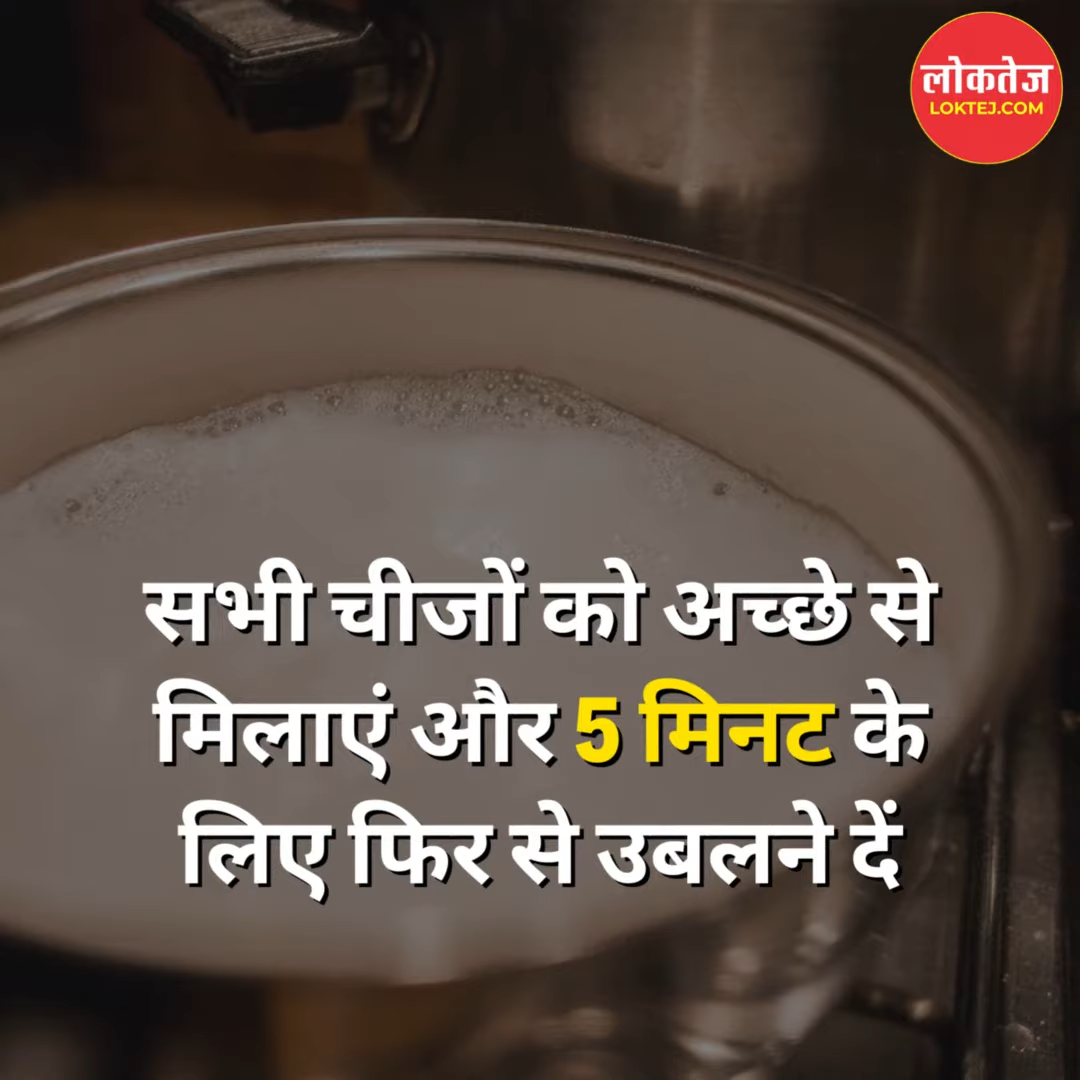 लोकतेज
LOKTEJ.COM
सभी चीजों को अच्छे से
मिलाएं और 5 मिनट के
लिए फिर से उबलने दें